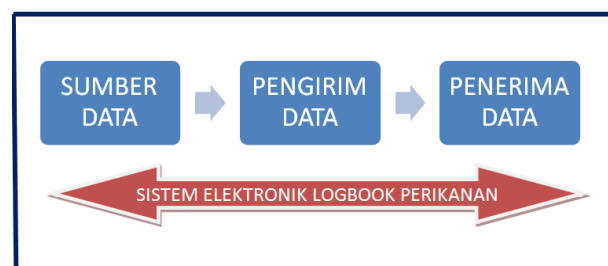 SUMBER
DATA
PENGIRIM
DATA
PENERIMA
DATA
SISTEM ELEKTRONIK LOGBOOK PERIKANAN